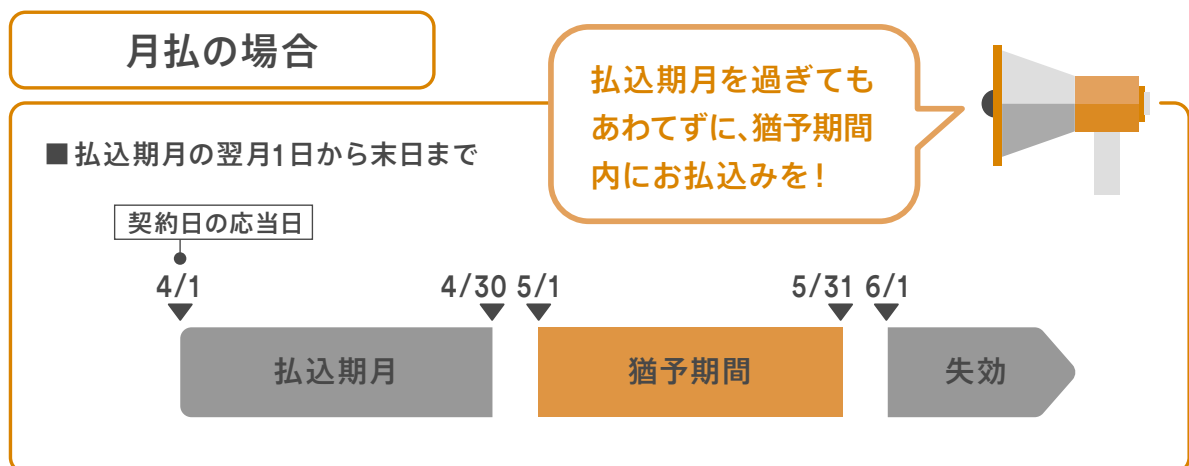 月払の場合
払込期月を過ぎても
あわてずに、猶予期間
内にお払込みを!
■払込期月の翌月1日から末日まで
契約日の応当日
4/1
4/30
5/1
5/31
6/1
払込期月
猶予期間
失効